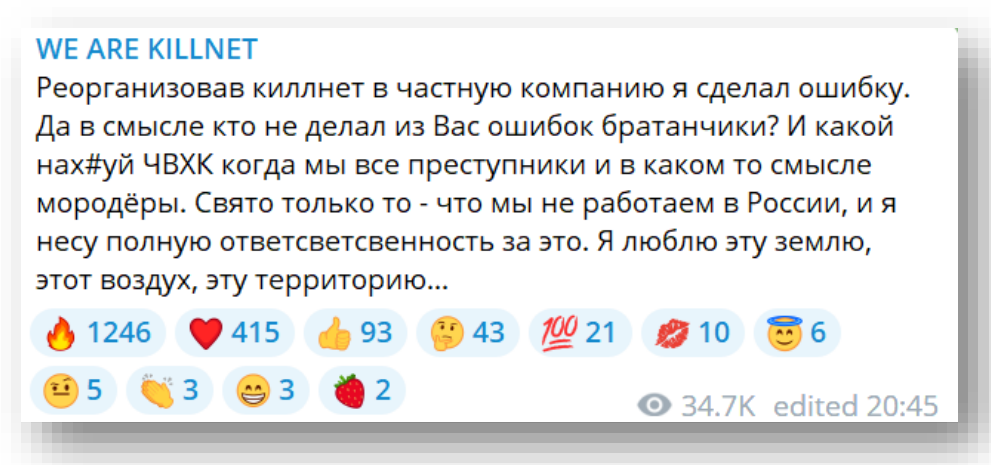 WE ARE KILLNET
Реорганизовав киллнет в частную компанию я сделал ошибку.
Да в смысле кто не делал из Вас ошибок братанчики? И какой
нах#уй ЧВХК когда мы все преступники и в каком то смысле
мородёры. Свято только то - что мы не работаем в России, и я
несу полную ответсветсвенность за это. Я люблю эту землю,
этот воздух, эту территорию...
🔥 1246 ❤️ 415 👍 93 🤔 43 💯 21 💋 10 😇 6
🤨 5 👏 3 😁 3 🍓 2 34.7K edited 20:45